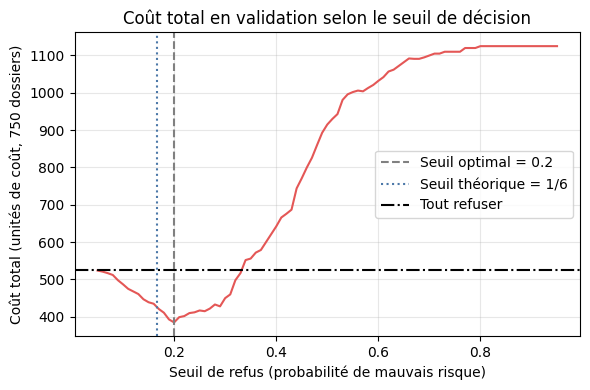 Coût total en validation selon le seuil de décision
Coût total (unités de coût, 750 dossiers)
1100
1000
900
800
700
600
500
400
Seuil optimal = 0.2
Seuil théorique = 1/6
Tout refuser
0.2
0.4
0.6
0.8
Seuil de refus (probabilité de mauvais risque)